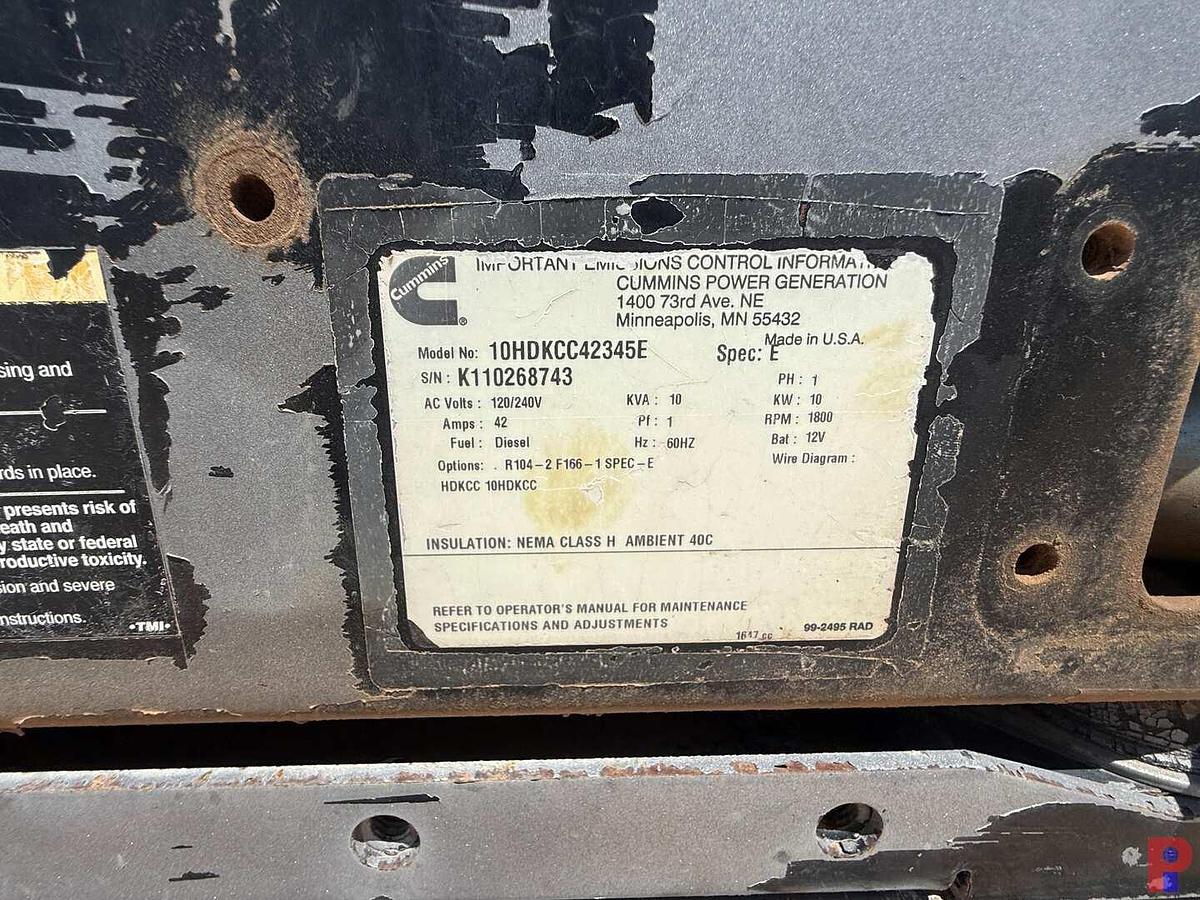 Cummins
®
IMPORTANT EMISSIONS CONTROL INFORMAT
CUMMINS POWER GENERATION
1400 73rd Ave. NE
Minneapolis, MN 55432
Made in U.S.A.
Model No: 10HDKCC42345E Spec: E
S/N : K110268743 PH : 1
AC Volts : 120/240V KVA : 10 KW : 10
Amps : 42 Pf : 1 RPM : 1800
Fuel : Diesel Hz : 60HZ Bat : 12V
Options: . R104-2 F166-1 SPEC-E Wire Diagram :
HDKCC 10HDKCC
INSULATION: NEMA CLASS H AMBIENT 40C
REFER TO OPERATOR'S MANUAL FOR MAINTENANCE
SPECIFICATIONS AND ADJUSTMENTS
1647 cc 99-2495 RAD
sing and
rds in place.
presents risk of
eath and
y state or federal
roductive toxicity.
sion and severe
nstructions.
•TMI•